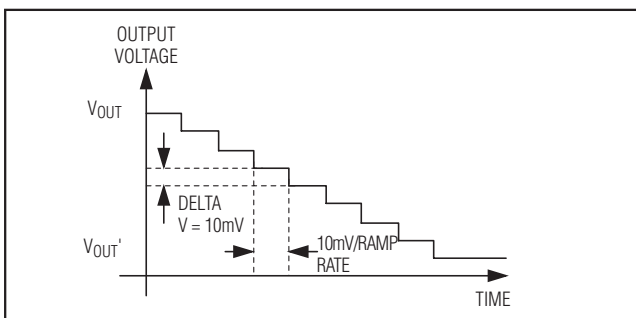 OUTPUT
VOLTAGE
VOUT
DELTA
V = 10mV
VOUT'
10mV/RAMP
RATE
TIME